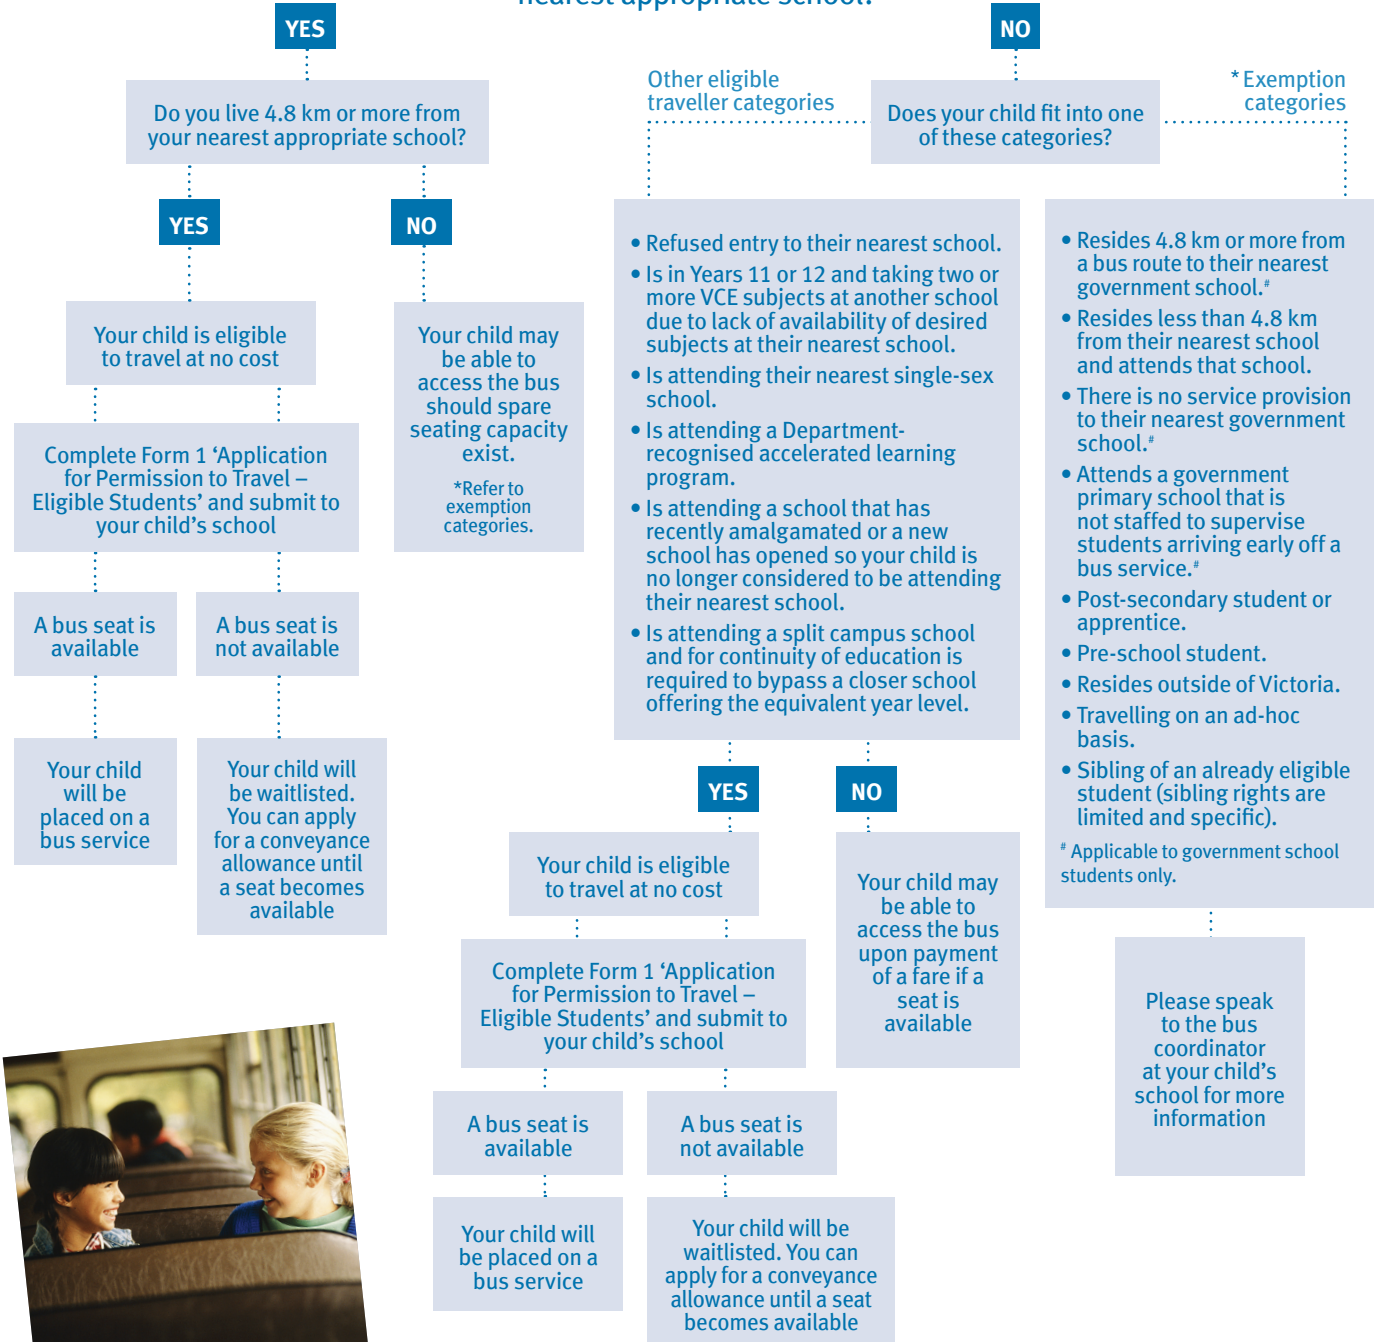 nearest appropriate school?
YES
NO
Do you live 4.8 km or more from
your nearest appropriate school?
YES
NO
Your child is eligible
to travel at no cost
Your child may
be able to
access the bus
should spare
seating capacity
exist.
*Refer to
exemption
categories.
Complete Form 1 ‘Application
for Permission to Travel –
Eligible Students’ and submit to
your child’s school
A bus seat is
available
A bus seat is
not available
Your child
will be
placed on a
bus service
Your child will
be waitlisted.
You can apply
for a conveyance
allowance until
a seat becomes
available
Other eligible
traveller categories
Does your child fit into one
of these categories?
* Exemption
categories
• Refused entry to their nearest school.
• Is in Years 11 or 12 and taking two or
more VCE subjects at another school
due to lack of availability of desired
subjects at their nearest school.
• Is attending their nearest single-sex
school.
• Is attending a Department-
recognised accelerated learning
program.
• Is attending a school that has
recently amalgamated or a new
school has opened so your child is
no longer considered to be attending
their nearest school.
• Is attending a split campus school
and for continuity of education is
required to bypass a closer school
offering the equivalent year level.
YES
NO
Your child is eligible
to travel at no cost
Your child may
be able to
access the bus
upon payment
of a fare if a
seat is
available
Complete Form 1 ‘Application
for Permission to Travel –
Eligible Students’ and submit to
your child’s school
A bus seat is
available
A bus seat is
not available
Your child will
be placed on a
bus service
Your child will be
waitlisted. You can
apply for a conveyance
allowance until a seat
becomes available
• Resides 4.8 km or more from
a bus route to their nearest
government school.#
• Resides less than 4.8 km
from their nearest school
and attends that school.
• There is no service provision
to their nearest government
school.#
• Attends a government
primary school that is
not staffed to supervise
students arriving early off a
bus service.#
• Post-secondary student or
apprentice.
• Pre-school student.
• Resides outside of Victoria.
• Travelling on an ad-hoc
basis.
• Sibling of an already eligible
student (sibling rights are
limited and specific).
# Applicable to government school
students only.
Please speak
to the bus
coordinator
at your child’s
school for more
information